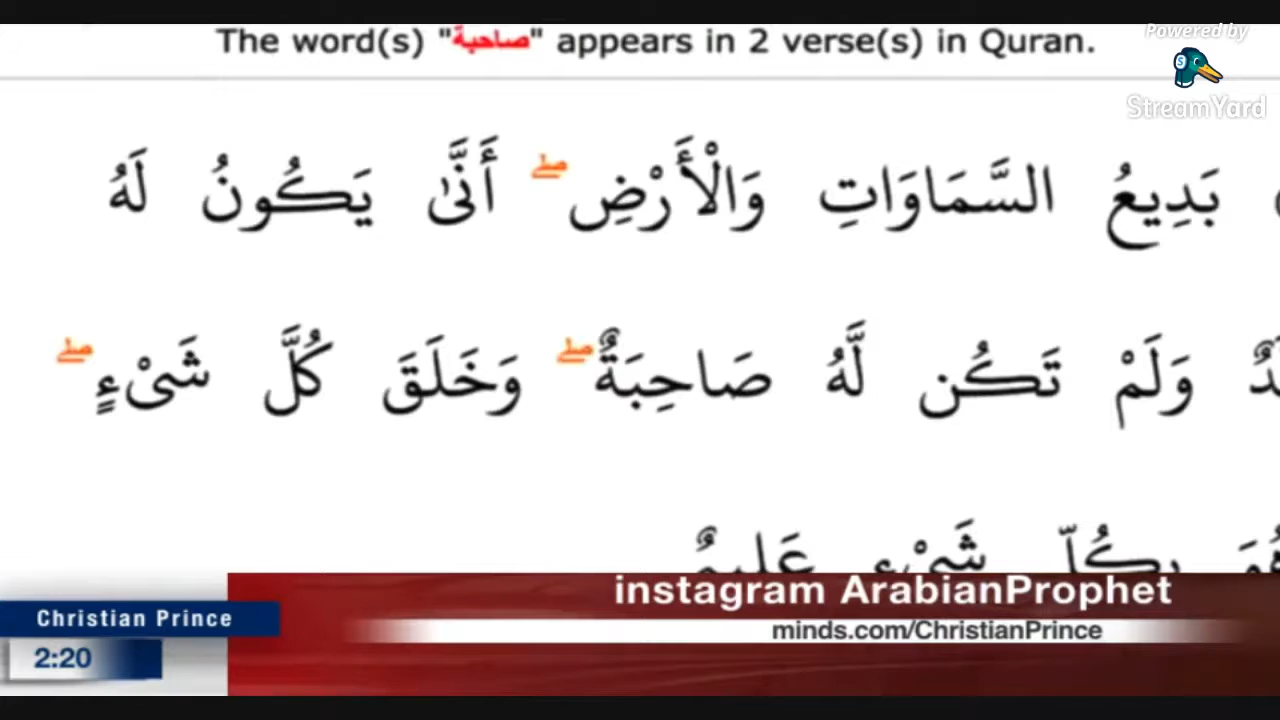 The word(s) "صاحبة" appears in 2 verse(s) in Quran.
Powered by
StreamYard
بَدِيعُ السَّمَاوَاتِ وَالْأَرْضِ ۖ أَنَّىٰ يَكُونُ لَهُ
وَلَمْ تَكُن لَّهُ صَاحِبَةٌ ۖ وَخَلَقَ كُلَّ شَيْءٍ ۖ
بِكُلِّ شَيْءٍ عَلِيمٌ
instagram ArabianProphet
Christian Prince
minds.com/ChristianPrince
2:20